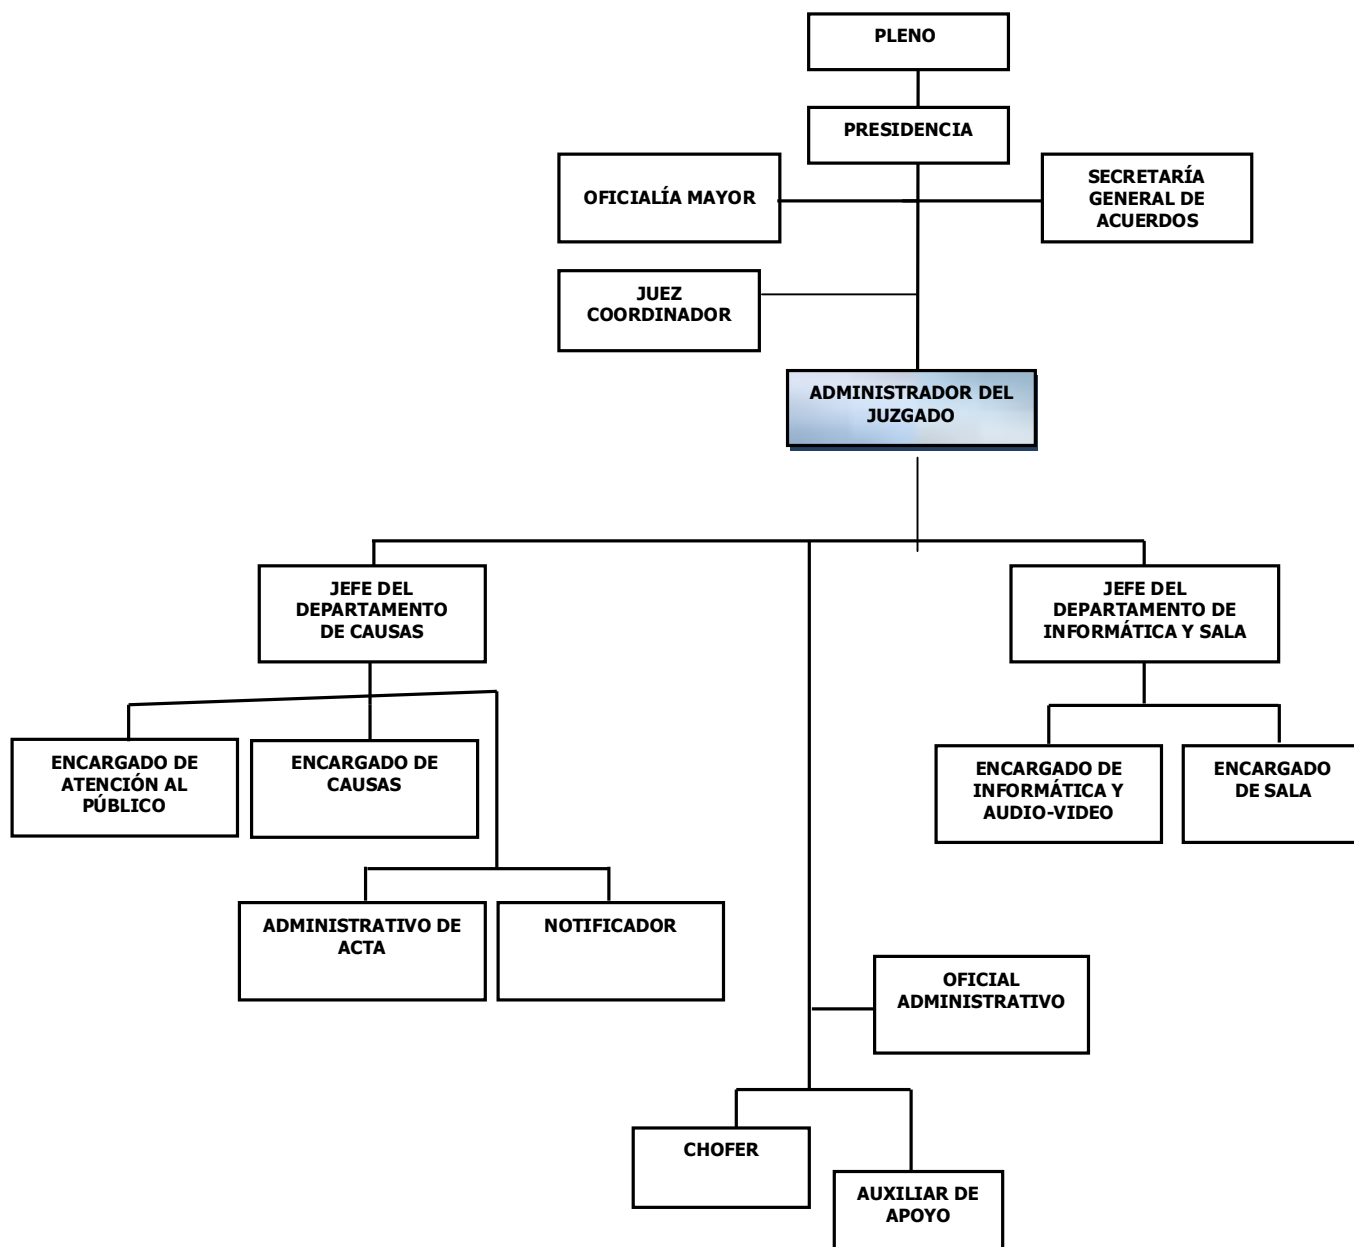 PLENO
PRESIDENCIA
OFICIALÍA MAYOR
SECRETARÍA
GENERAL DE
ACUERDOS
JUEZ
COORDINADOR
ADMINISTRADOR DEL
JUZGADO
JEFE DEL
DEPARTAMENTO
DE CAUSAS
JEFE DEL
DEPARTAMENTO DE
INFORMÁTICA Y SALA
ENCARGADO DE
ATENCIÓN AL
PÚBLICO
ENCARGADO DE
CAUSAS
ENCARGADO DE
INFORMÁTICA Y
AUDIO-VIDEO
ENCARGADO
DE SALA
ADMINISTRATIVO DE
ACTA
NOTIFICADOR
OFICIAL
ADMINISTRATIVO
CHOFER
AUXILIAR DE
APOYO